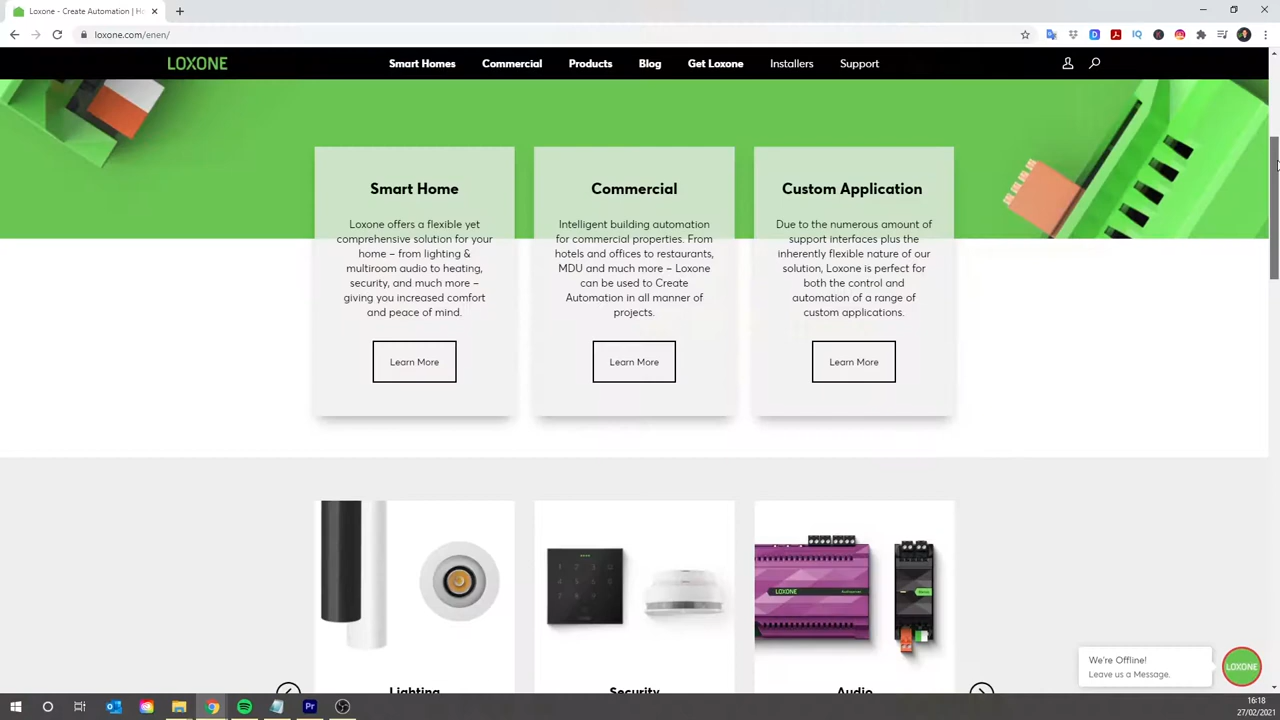 Loxone - Create Automation | Ha
loxone.com/enen/
LOXONE
Smart Homes
Commercial
Products
Blog
Get Loxone
Installers
Support
Smart Home
Loxone offers a flexible yet
comprehensive solution for your
home – from lighting &
multiroom audio to heating,
security, and much more –
giving you increased comfort
and peace of mind.
Learn More
Commercial
Intelligent building automation
for commercial properties. From
hotels and offices to restaurants,
MDU and much more – Loxone
can be used to Create
Automation in all manner of
projects.
Learn More
Custom Application
Due to the numerous amount of
support interfaces plus the
inherently flexible nature of our
solution, Loxone is perfect for
both the control and
automation of a range of
custom applications.
Learn More
LOXONE
Lighting
Security
Audio
We're Offline!
Leave us a Message.
LOXONE
16:18
27/02/2021